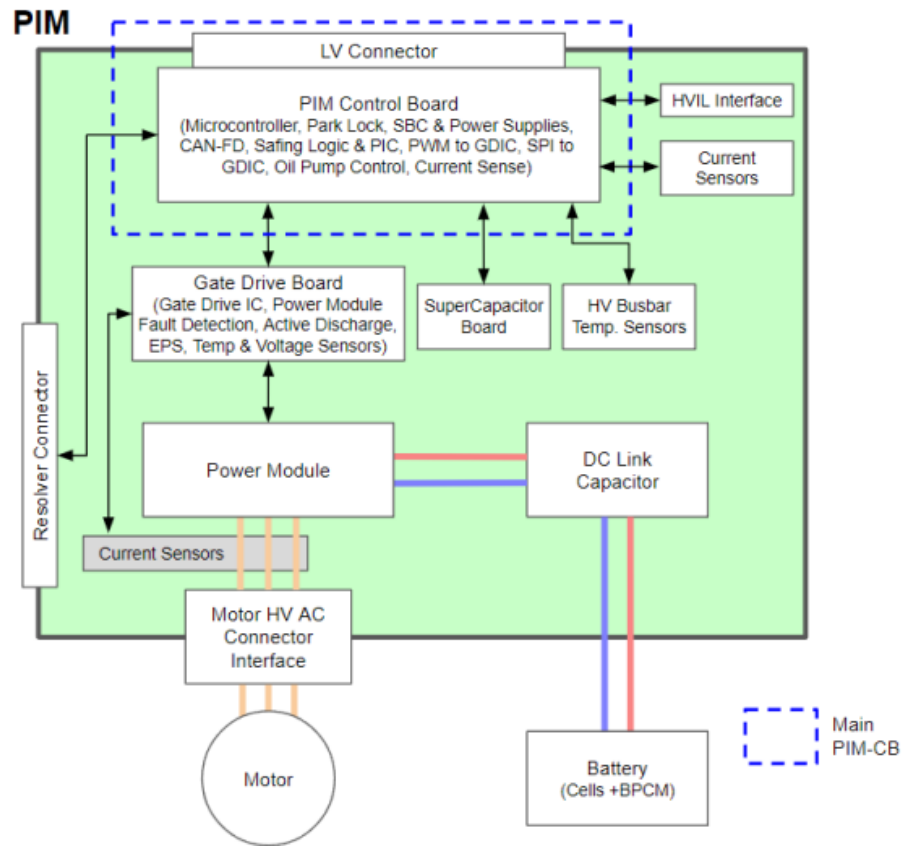 PIM
LV Connector
PIM Control Board
(Microcontroller, Park Lock, SBC & Power Supplies,
CAN-FD, Safing Logic & PIC, PWM to GDIC, SPI to
GDIC, Oil Pump Control, Current Sense)
HVIL Interface
Current
Sensors
Gate Drive Board
(Gate Drive IC, Power Module
Fault Detection, Active Discharge,
EPS, Temp & Voltage Sensors)
SuperCapacitor
Board
HV Busbar
Temp. Sensors
Resolver Connector
Power Module
DC Link
Capacitor
Current Sensors
Motor HV AC
Connector
Interface
Motor
Battery
(Cells +BPCM)
Main
PIM-CB